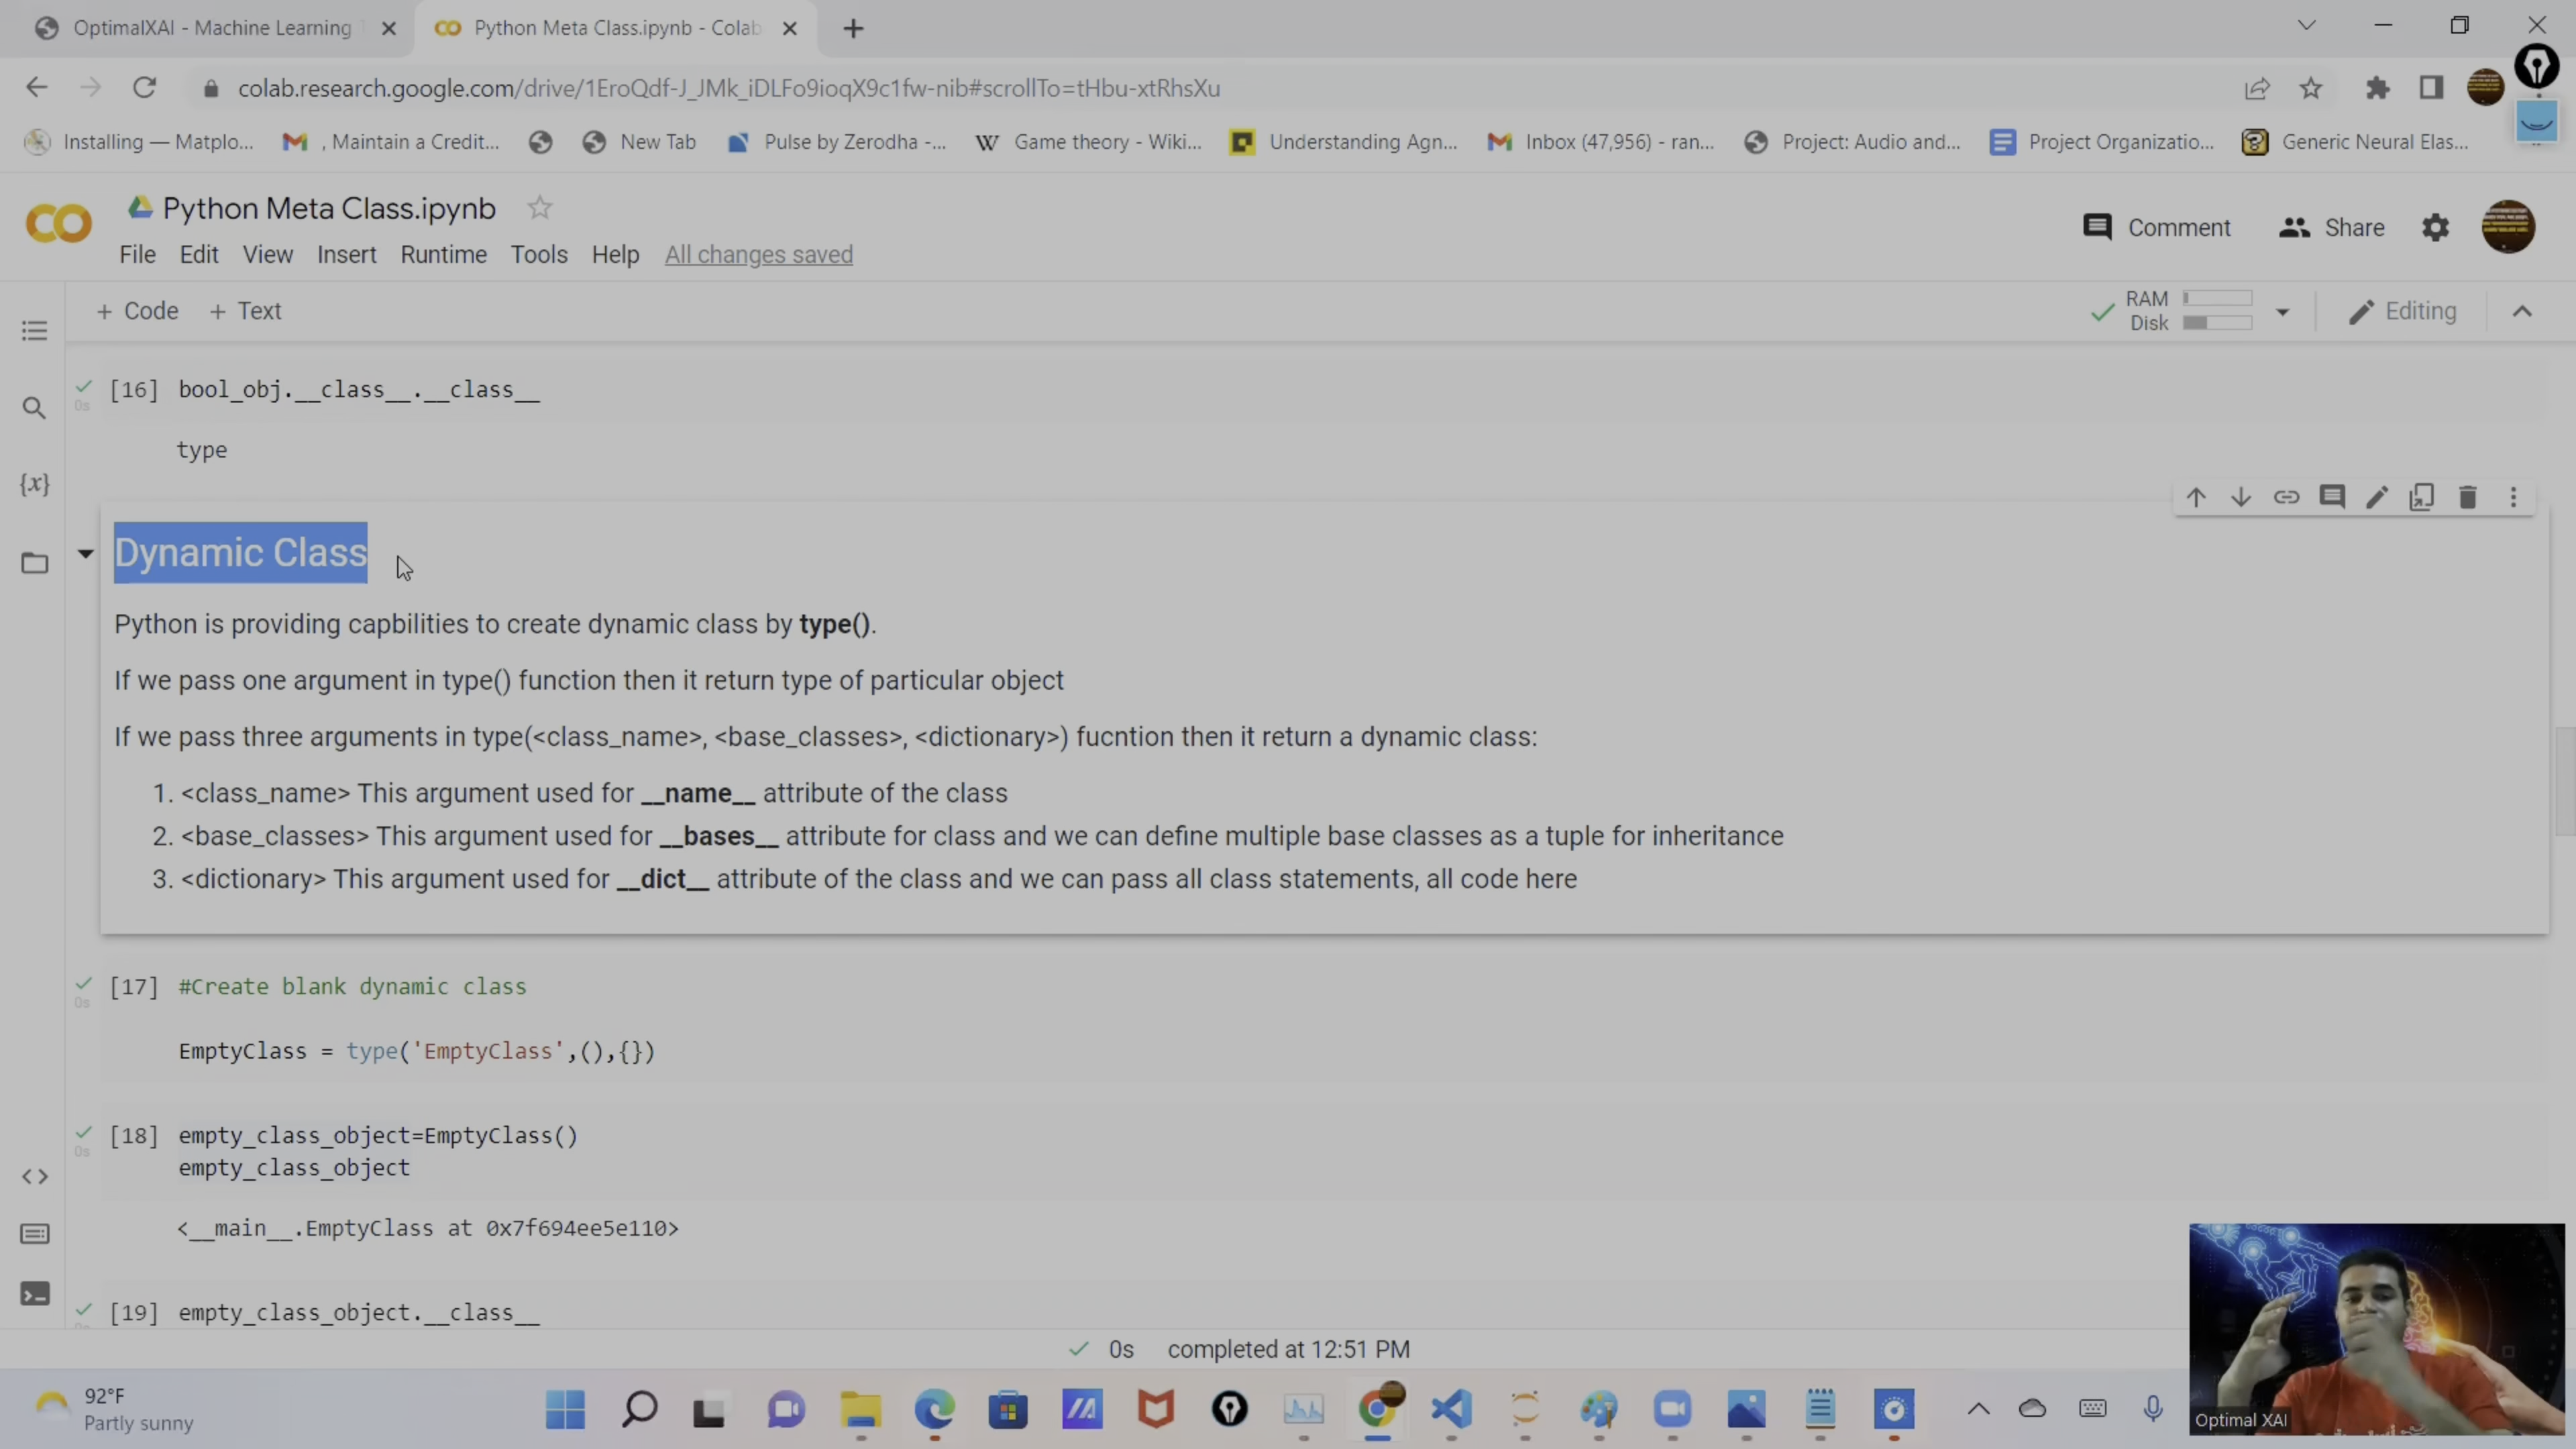 OptimalXAI - Machine Learning
Python Meta Class.ipynb - Colab
colab.research.google.com/drive/1EroQdf-J_JMk_iDLFo9ioqX9c1fw-nib#scrollTo=tHbu-xtRhsXu
Installing — Matplo... , Maintain a Credit... New Tab Pulse by Zerodha -... Game theory - Wiki... Understanding Agn... Inbox (47,956) - ran... Project: Audio and... Project Organizatio... Generic Neural Elas...
Python Meta Class.ipynb
Comment Share
File Edit View Insert Runtime Tools Help All changes saved
+ Code + Text
RAM
Disk
Editing
[16] bool_obj.__class__.__class__
0s
type
{x}
Dynamic Class
Python is providing capbilities to create dynamic class by type().
If we pass one argument in type() function then it return type of particular object
If we pass three arguments in type(<class_name>, <base_classes>, <dictionary>) fucntion then it return a dynamic class:
1. <class_name> This argument used for __name__ attribute of the class
2. <base_classes> This argument used for __bases__ attribute for class and we can define multiple base classes as a tuple for inheritance
3. <dictionary> This argument used for __dict__ attribute of the class and we can pass all class statements, all code here
[17] #Create blank dynamic class
0s
EmptyClass = type('EmptyClass',(),{})
[18] empty_class_object=EmptyClass()
0s
empty_class_object
<__main__.EmptyClass at 0x7f694ee5e110>
[19] empty_class_object.__class__
0s completed at 12:51 PM
92°F
Partly sunny
Optimal XAI